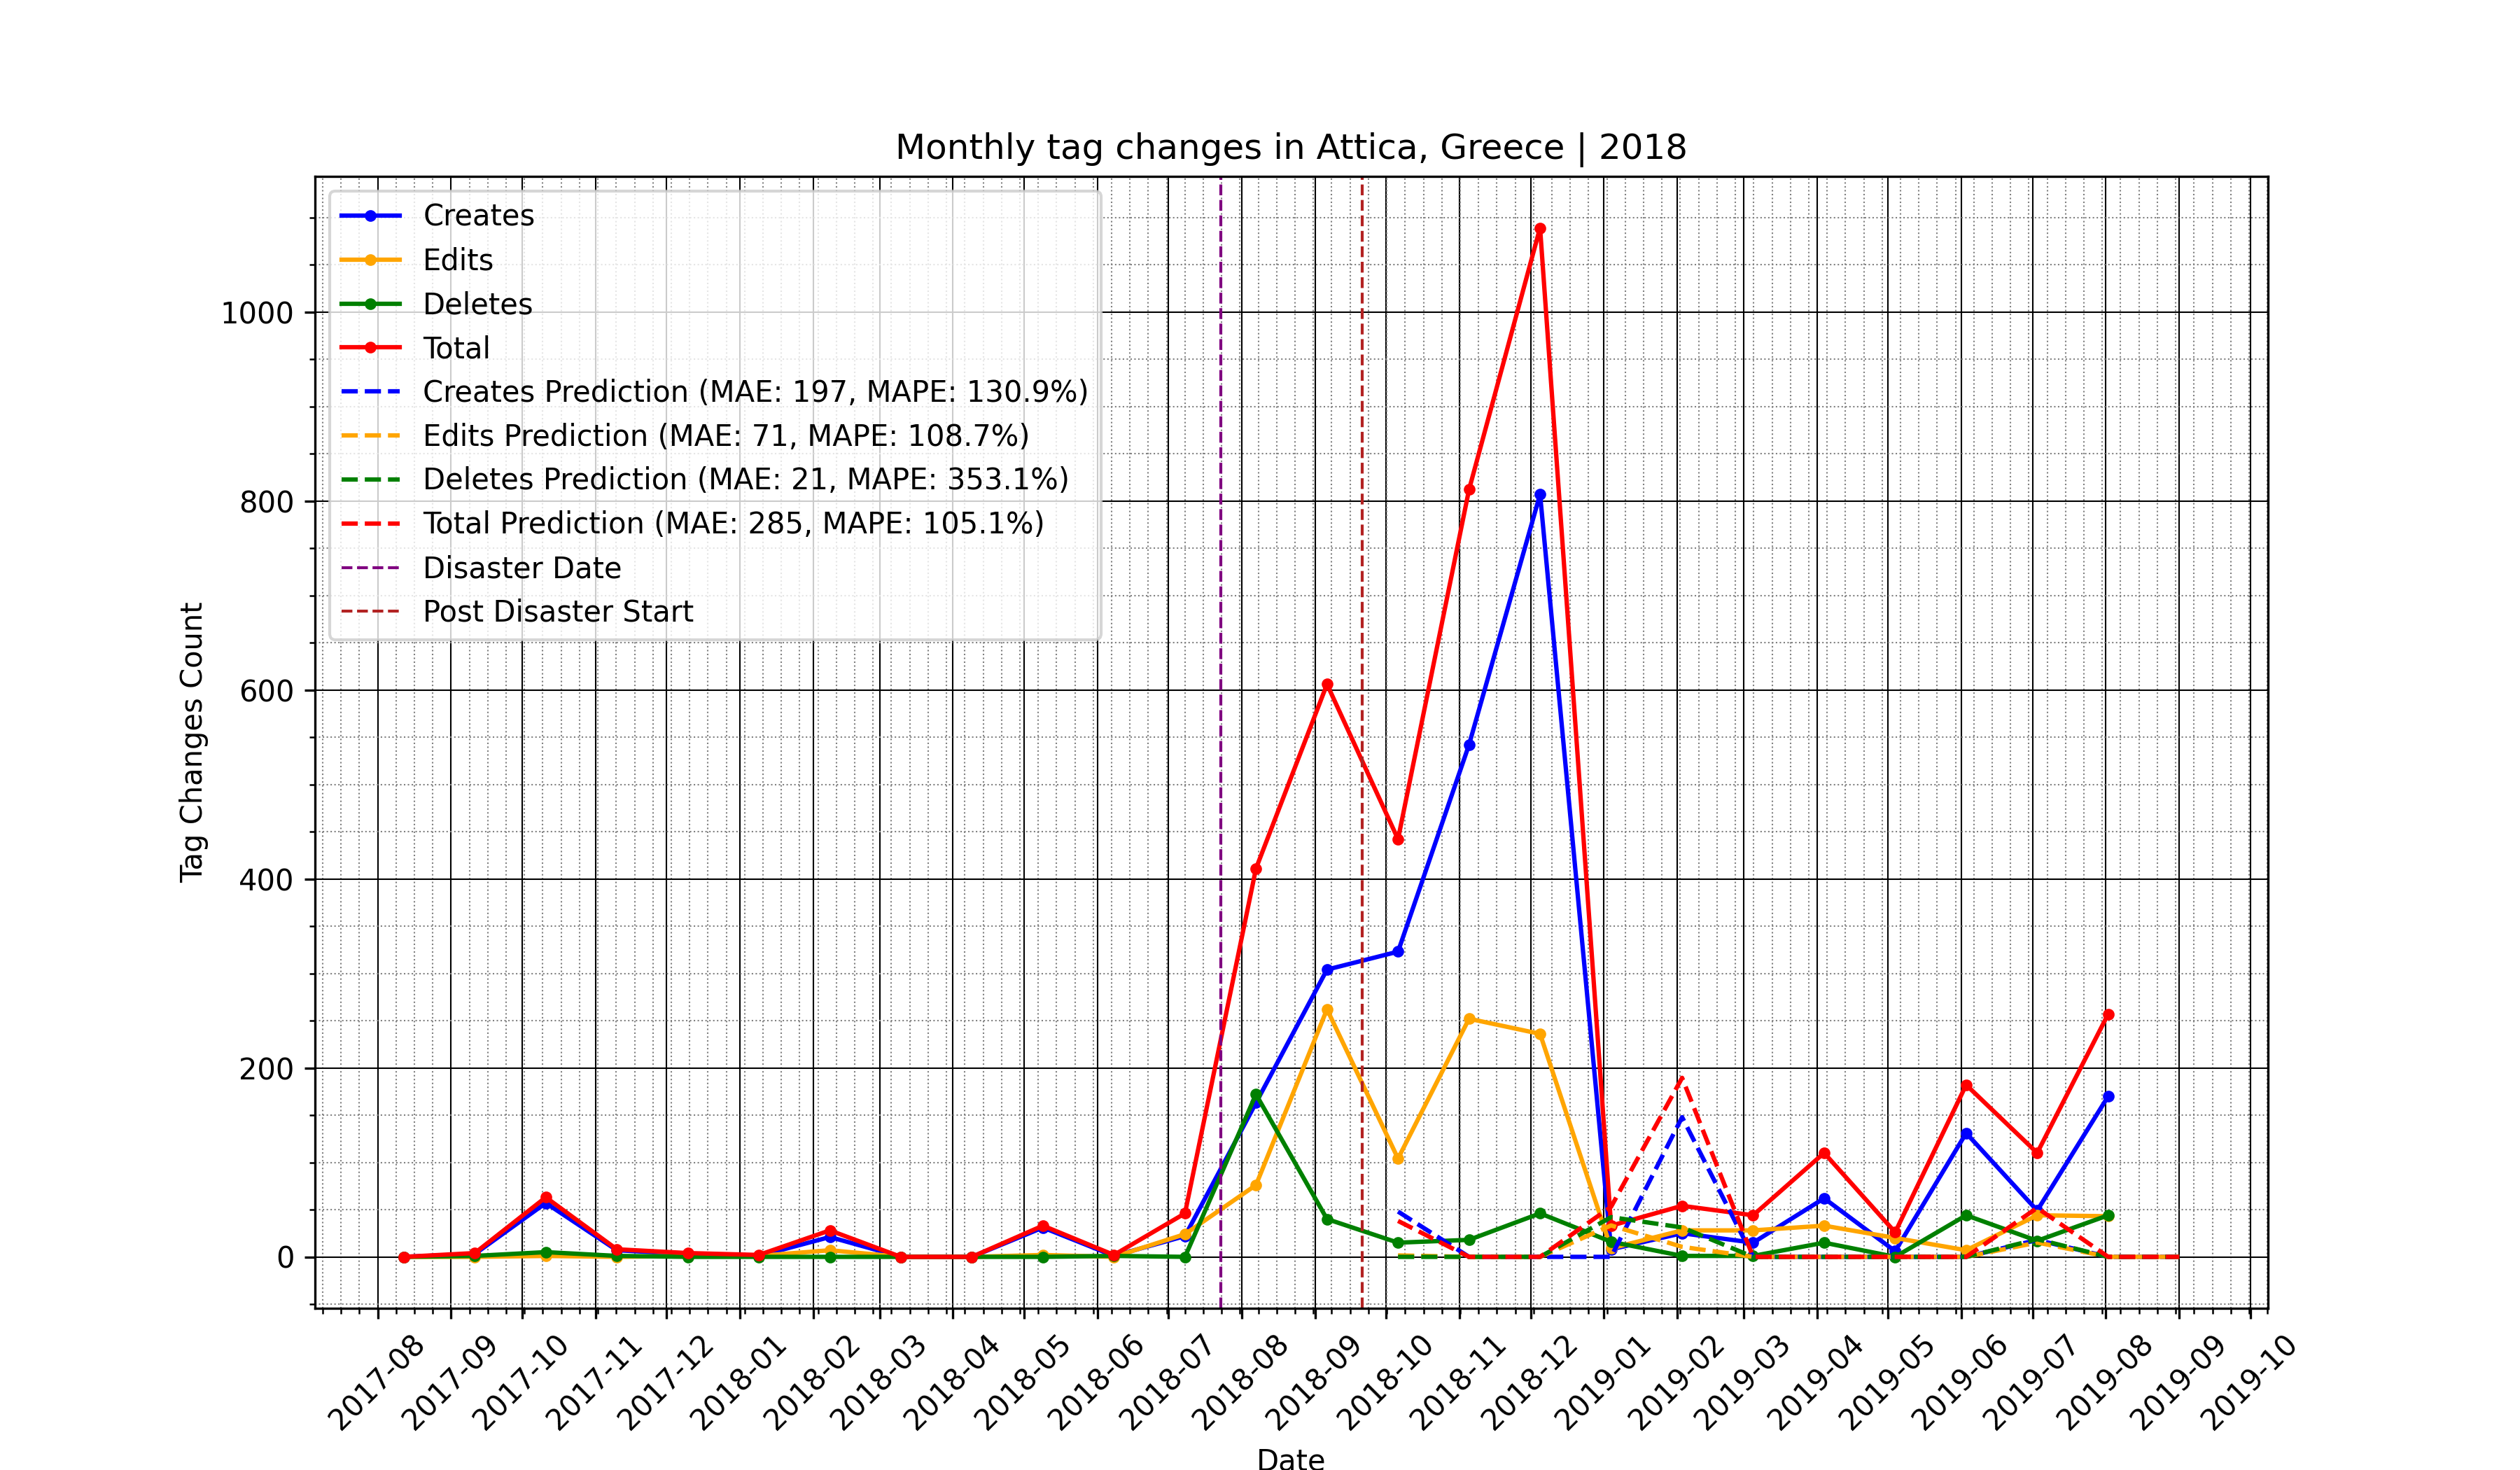 Monthly tag changes in Attica, Greece | 2018
Creates
Edits
Deletes
Total
Creates Prediction (MAE: 197, MAPE: 130.9%)
Edits Prediction (MAE: 71, MAPE: 108.7%)
Deletes Prediction (MAE: 21, MAPE: 353.1%)
Total Prediction (MAE: 285, MAPE: 105.1%)
Disaster Date
Post Disaster Start
Tag Changes Count
1000
800
600
400
200
0
2017-08
2017-09
2017-10
2017-11
2017-12
2018-01
2018-02
2018-03
2018-04
2018-05
2018-06
2018-07
2018-08
2018-09
2018-10
2018-11
2018-12
2019-01
2019-02
2019-03
2019-04
2019-05
2019-06
2019-07
2019-08
2019-09
2019-10
Date